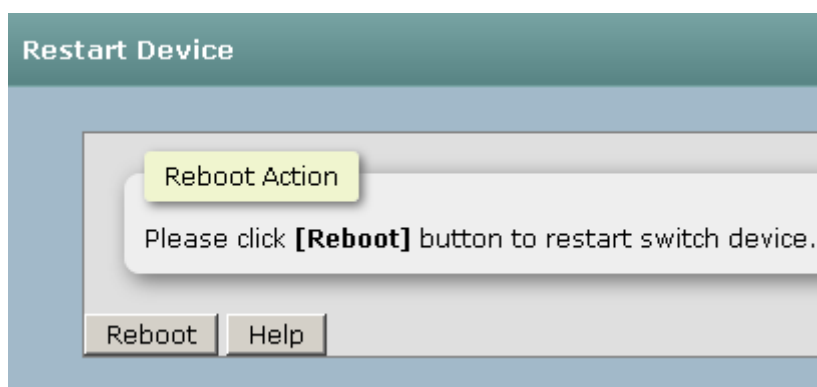 Restart Device
Reboot Action
Please click [Reboot] button to restart switch device.
Reboot Help